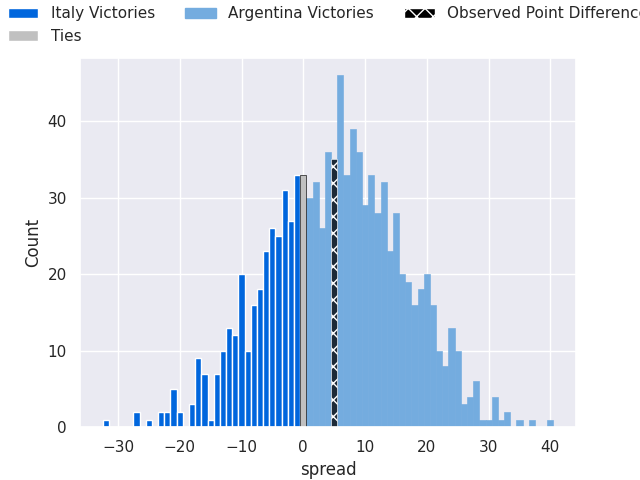 Italy Victories Argentina Victories Observed Point Difference
Ties
40
30
20
10
0
Count
−30 −20 −10 0 10 20 30 40
spread